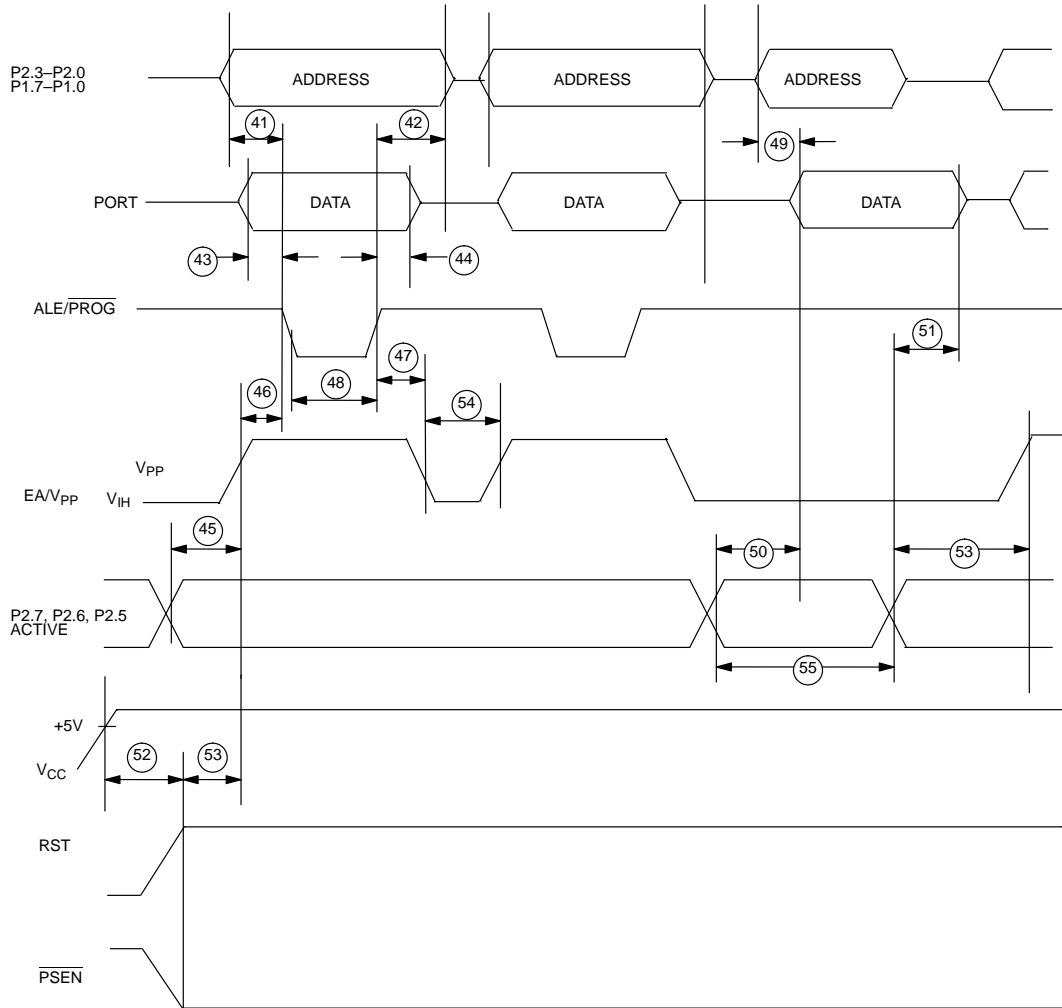 P2.3–P2.0
P1.7–P1.0
ADDRESS
ADDRESS
ADDRESS
41
42
49
PORT
DATA
DATA
DATA
43
44
ALE/PROG
51
47
48
46
54
VPP
EA/VPP
VIH
45
50
53
P2.7, P2.6, P2.5
ACTIVE
55
+5V
52
53
VCC
RST
PSEN